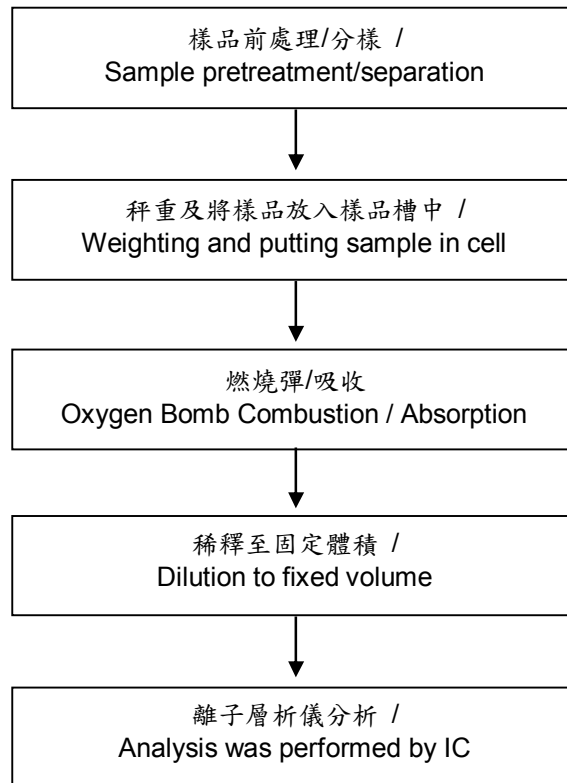 樣品前處理/分樣 /
Sample pretreatment/separation
秤重及將樣品放入樣品槽中 /
Weighting and putting sample in cell
燃燒彈/吸收
Oxygen Bomb Combustion / Absorption
稀釋至固定體積 /
Dilution to fixed volume
離子層析儀分析 /
Analysis was performed by IC